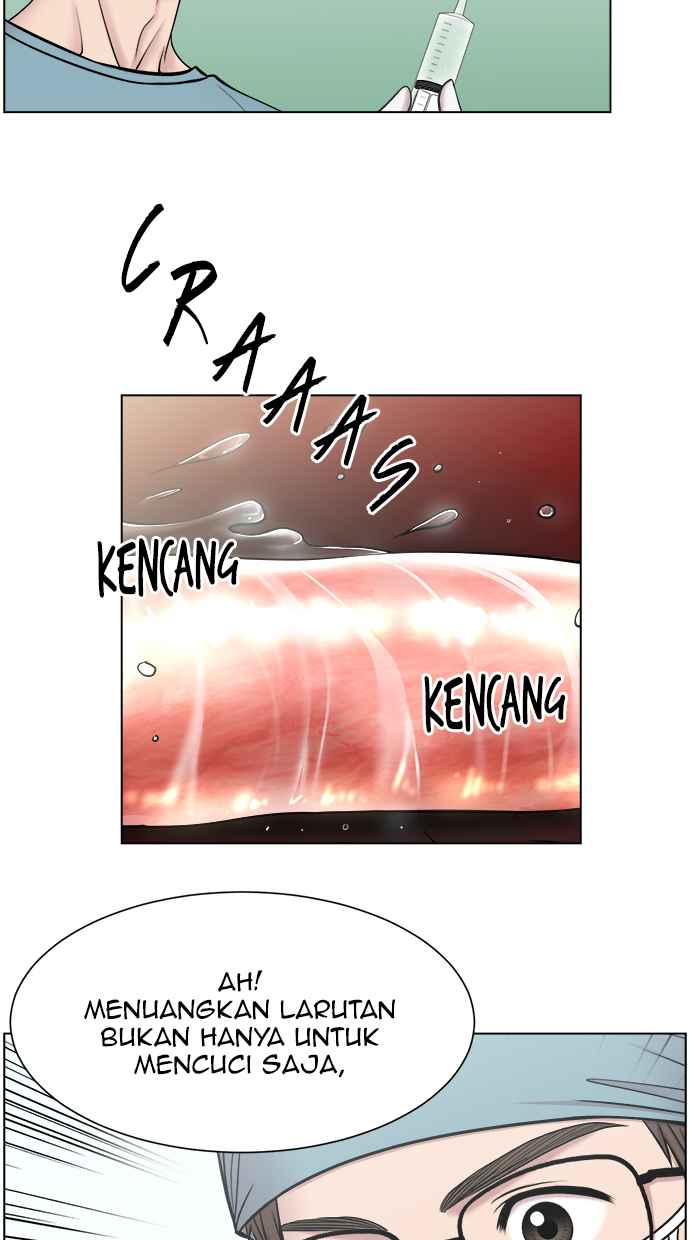 CRAAAS
KENCANG
KENCANG
AH!
MENUANGKAN LARUTAN
BUKAN HANYA UNTUK
MENCUCI SAJA,